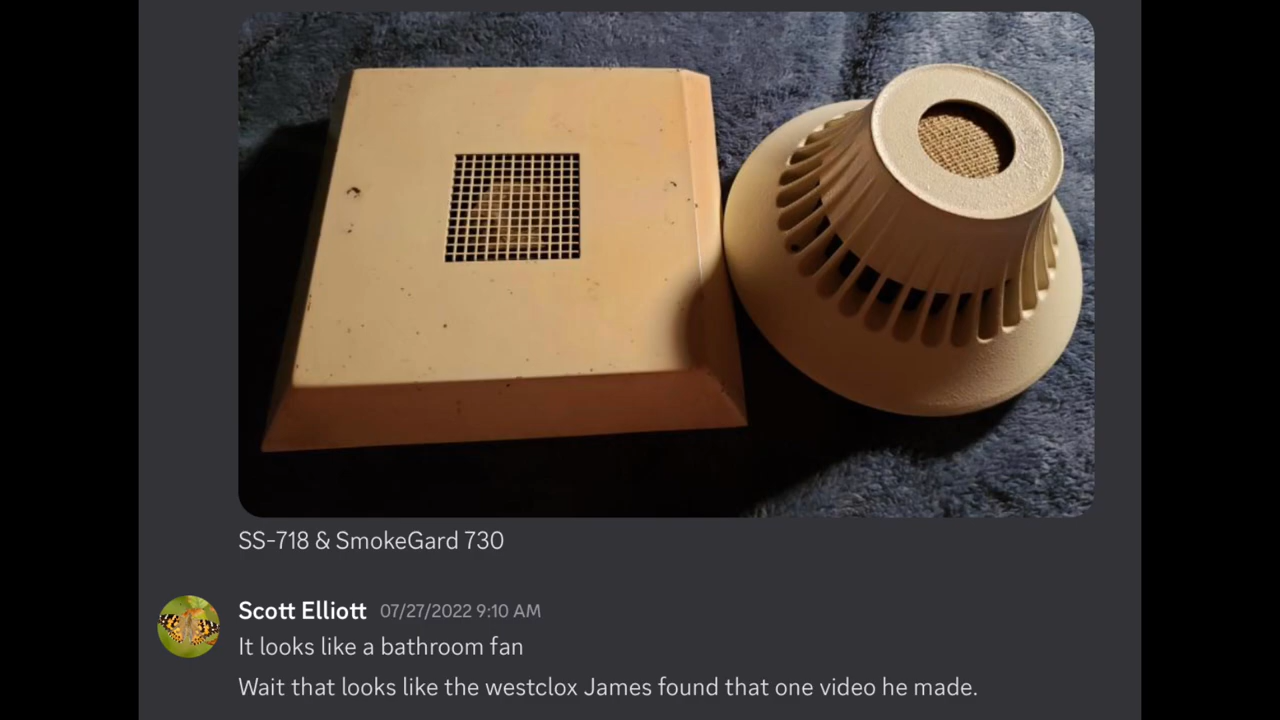 SS-718 & SmokeGard 730
Scott Elliott 07/27/2022 9:10 AM
It looks like a bathroom fan
Wait that looks like the westclox James found that one video he made.